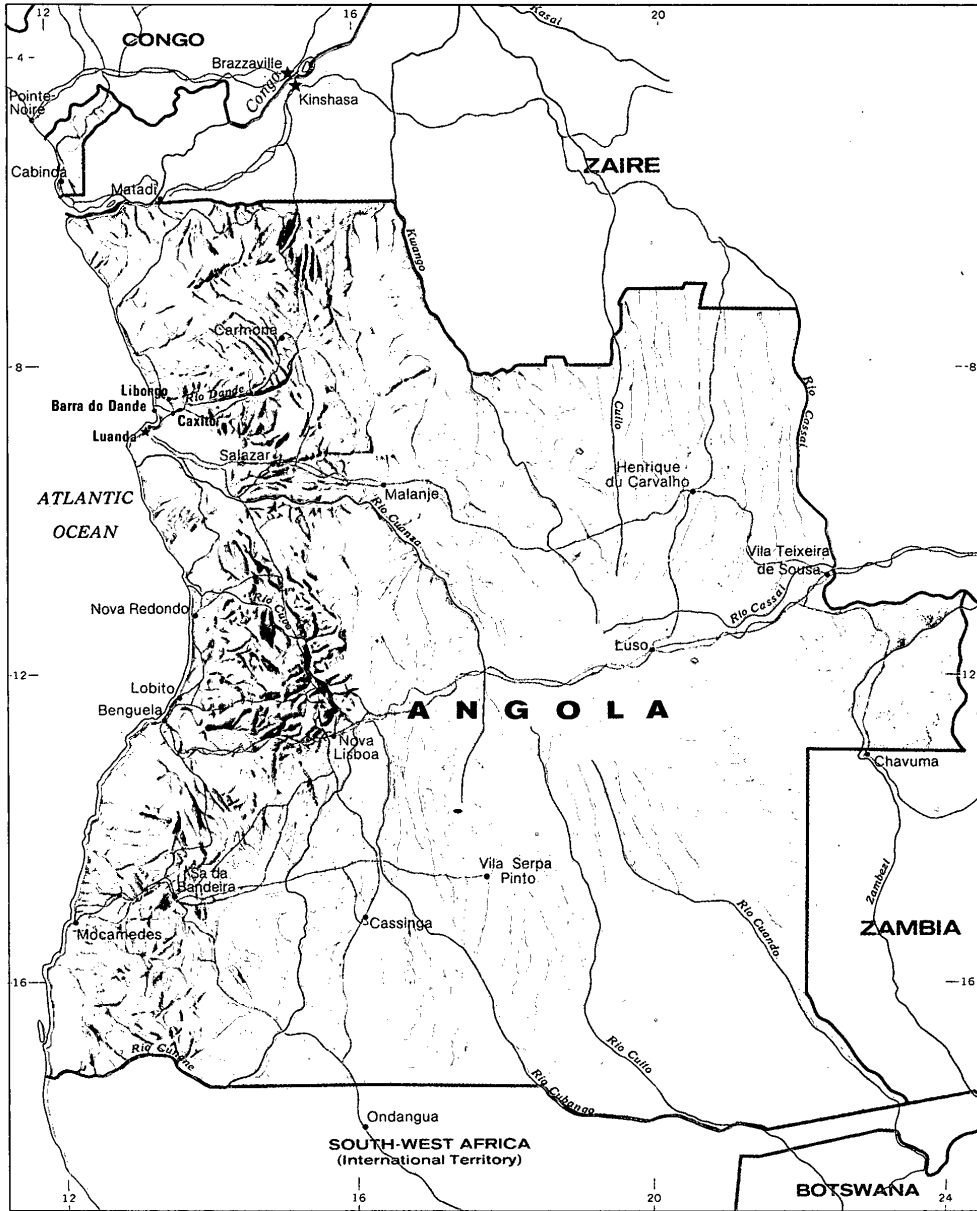 12
16
20
Kasai
CONGO
4
Brazzaville
Congo
Pointe-
Noire
Kinshasa
ZAIRE
Cabinda
Matadi
Kwango
Carmona
8
8
Libongo
Rio Dande
Barra do Dande
Caxito
Cuilo
Rio Cassai
Luanda
Salazar
Henrique
du Carvalho
Malanje
ATLANTIC
OCEAN
Rio Cuanza
Vila Teixeira
de Sousa
Nova Redondo
Rio Cuvo
Rio Cassai
Luso
12
12
Lobito
Benguela
ANGOLA
Nova
Lisboa
Chavuma
Sa da
Bandeira
Vila Serpa
Pinto
Zambezi
Mocamedes
Cassinga
Rio Cuando
ZAMBIA
16
16
Rio Cunene
Rio Cuito
Rio Cubango
Ondangua
SOUTH-WEST AFRICA
(International Territory)
BOTSWANA
12
16
20
24